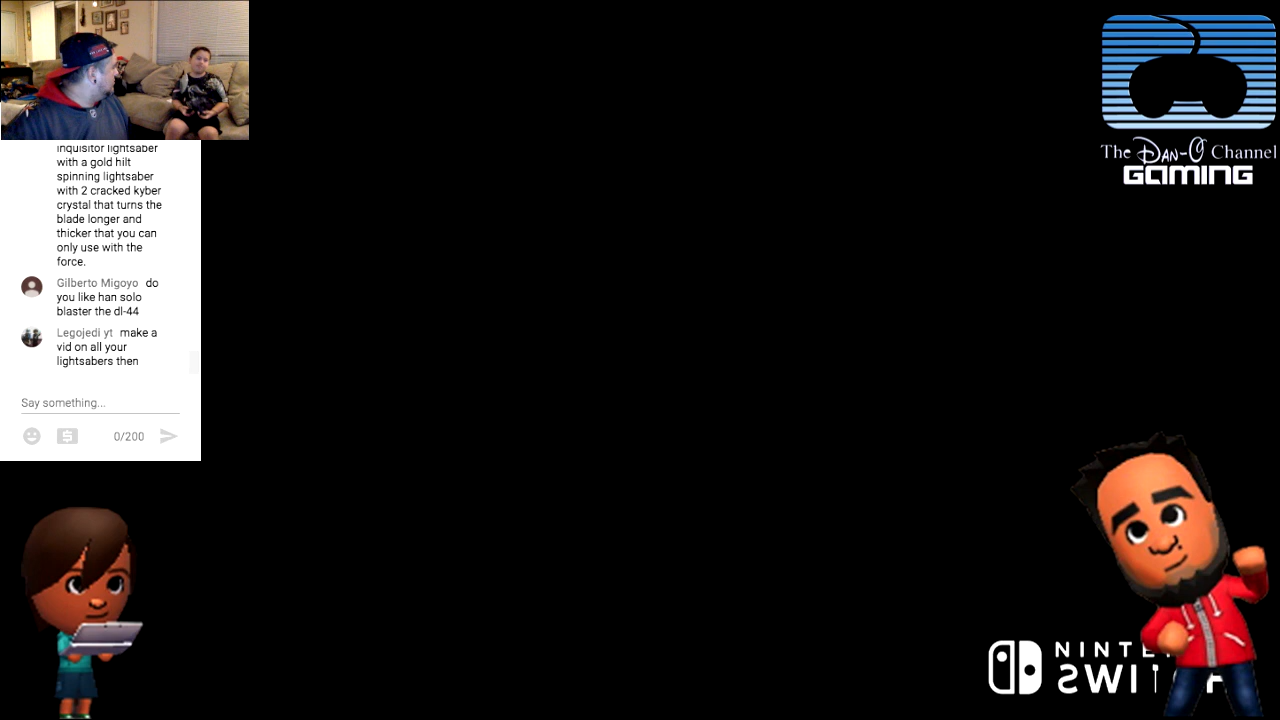 inquisitor lightsaber
with a gold hilt
spinning lightsaber
with 2 cracked kyber
crystal that turns the
blade longer and
thicker that you can
only use with the
force.
Gilberto Migoyo do
you like han solo
blaster the dl-44
Legojedi yt make a
vid on all your
lightsabers then
Say something...
0/200
The Dan-O Channel
GAMING